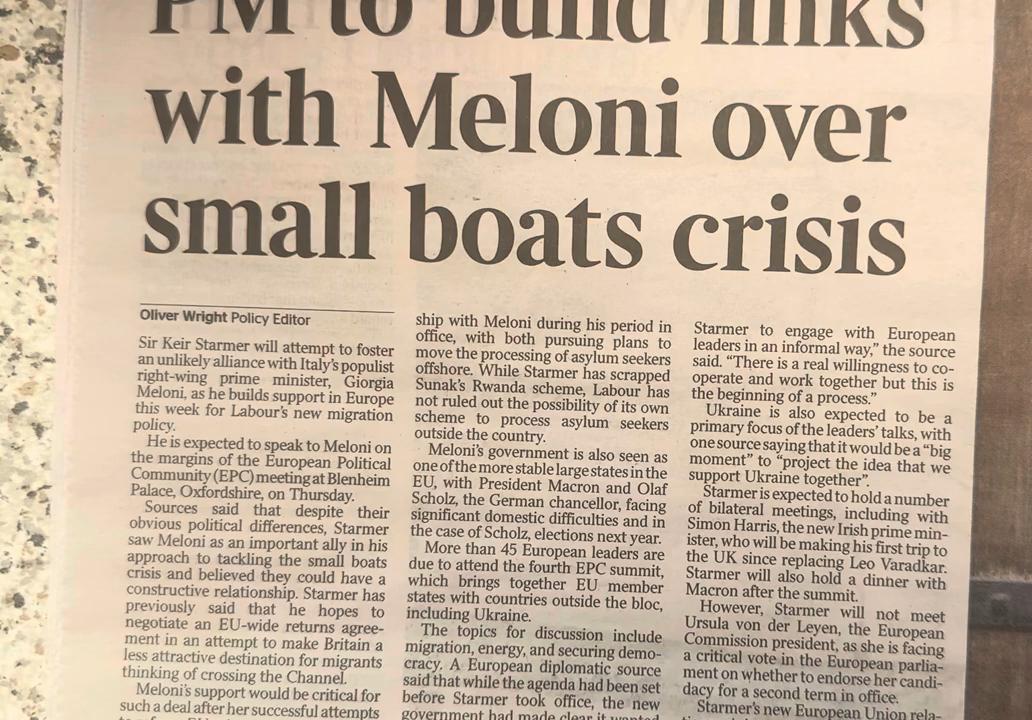 PM to build links
with Meloni over
small boats crisis
Oliver Wright Policy Editor
Sir Keir Starmer will attempt to foster
an unlikely alliance with Italy's populist
right-wing prime minister, Giorgia
Meloni, as he builds support in Europe
this week for Labour's new migration
policy.
He is expected to speak to Meloni on
the margins of the European Political
Community (EPC) meeting at Blenheim
Palace, Oxfordshire, on Thursday.
Sources said that despite their
obvious political differences, Starmer
saw Meloni as an important ally in his
approach to tackling the small boats
crisis and believed they could have a
constructive relationship. Starmer has
previously said that he hopes to
negotiate an EU-wide returns agree-
ment in an attempt to make Britain a
less attractive destination for migrants
thinking of crossing the Channel.
Meloni's support would be critical for
such a deal after her successful attempts
ship with Meloni during his period in
office, with both pursuing plans to
move the processing of asylum seekers
offshore. While Starmer has scrapped
Sunak's Rwanda scheme, Labour has
not ruled out the possibility of its own
scheme to process asylum seekers
outside the country.
Meloni's government is also seen as
one of the more stable large states in the
EU, with President Macron and Olaf
Scholz, the German chancellor, facing
significant domestic difficulties and in
the case of Scholz, elections next year.
More than 45 European leaders are
due to attend the fourth EPC summit,
which brings together EU member
states with countries outside the bloc,
including Ukraine.
The topics for discussion include
migration, energy, and securing demo-
cracy. A European diplomatic source
said that while the agenda had been set
before Starmer took office, the new
government had made clear it wanted
Starmer to engage with European
leaders in an informal way," the source
said. "There is a real willingness to co-
operate and work together but this is
the beginning of a process."
Ukraine is also expected to be a
primary focus of the leaders' talks, with
one source saying that it would be a "big
moment" to "project the idea that we
support Ukraine together".
Starmer is expected to hold a number
of bilateral meetings, including with
Simon Harris, the new Irish prime min-
ister, who will be making his first trip to
the UK since replacing Leo Varadkar.
Starmer will also hold a dinner with
Macron after the summit.
However, Starmer will not meet
Ursula von der Leyen, the European
Commission president, as she is facing
a critical vote in the European parlia-
ment on whether to endorse her candi-
dacy for a second term in office.
Starmer's new European Union rela-